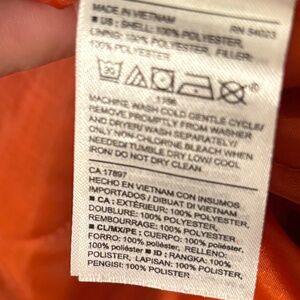 MADE IN VIETNAM
RN 54023
■ US : SHELL: 100% POLYESTER,
LINING: 100% POLYESTER, FILLER:
100% POLYESTER
30
MACHINE WASH COLD GENTLE CYCLE/
REMOVE PROMPTLY FROM WASHER
AND DRYER/ WASH SEPARATELY/
ONLY NON-CHLORINE BLEACH WHEN
NEEDED/ TUMBLE DRY LOW/ COOL
IRON/ DO NOT DRY CLEAN
CA 17897
HECHO EN VIETNAM CON INSUMOS
IMPORTADOS / DIBUAT DI VIETNAM
■ CA : EXTÉRIEUR: 100% POLYESTER,
DOUBLURE: 100% POLYESTER,
REMBOURRAGE: 100% POLYESTER
■ CL/MX/PE : CUERPO: 100% poliéster,
FORRO: 100% poliéster, RELLENO:
100% poliéster ■ ID : RANGKA: 100%
POLISTER, LAPISAN: 100% POLISTER,
PENGISI: 100% POLISTER